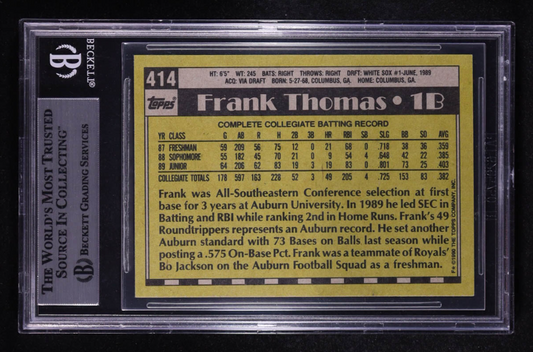 BECKETT®
B
THE WORLD'S MOST TRUSTED
SOURCE IN COLLECTING™
BECKETT GRADING SERVICES
B
414
HT: 6'5" WT: 245 BATS: RIGHT THROWS: RIGHT DRFT: WHITE SOX #1-JUNE, 1989
ACQ: VIA DRAFT BORN: 5-27-68, COLUMBUS, GA. HOME: COLUMBUS, GA.
Topps
Frank Thomas • 1B
COMPLETE COLLEGIATE BATTING RECORD
YR CLASS G AB R H 2B 3B HR RBI SB SLG BB SO AVG
87 FRESHMAN 59 209 56 75 12 0 21 68 0 .718 38 36 .359
88 SOPHOMORE 55 182 45 70 21 0 9 54 5 .648 42 22 .385
89 JUNIOR 64 206 62 83 19 3 19 83 0 .801 73 25 .403
COLLEGIATE TOTALS 178 597 163 228 52 3 49 205 4 .725 153 83 .382
Frank was All-Southeastern Conference selection at first
base for 3 years at Auburn University. In 1989 he led SEC in
Batting and RBI while ranking 2nd in Home Runs. Frank's 49
Roundtrippers represents an Auburn record. He set another
Auburn standard with 73 Bases on Balls last season while
posting a .575 On-Base Pct. Frank was a teammate of Royals'
Bo Jackson on the Auburn Football Squad as a freshman.
©1990 THE TOPPS COMPANY, INC.